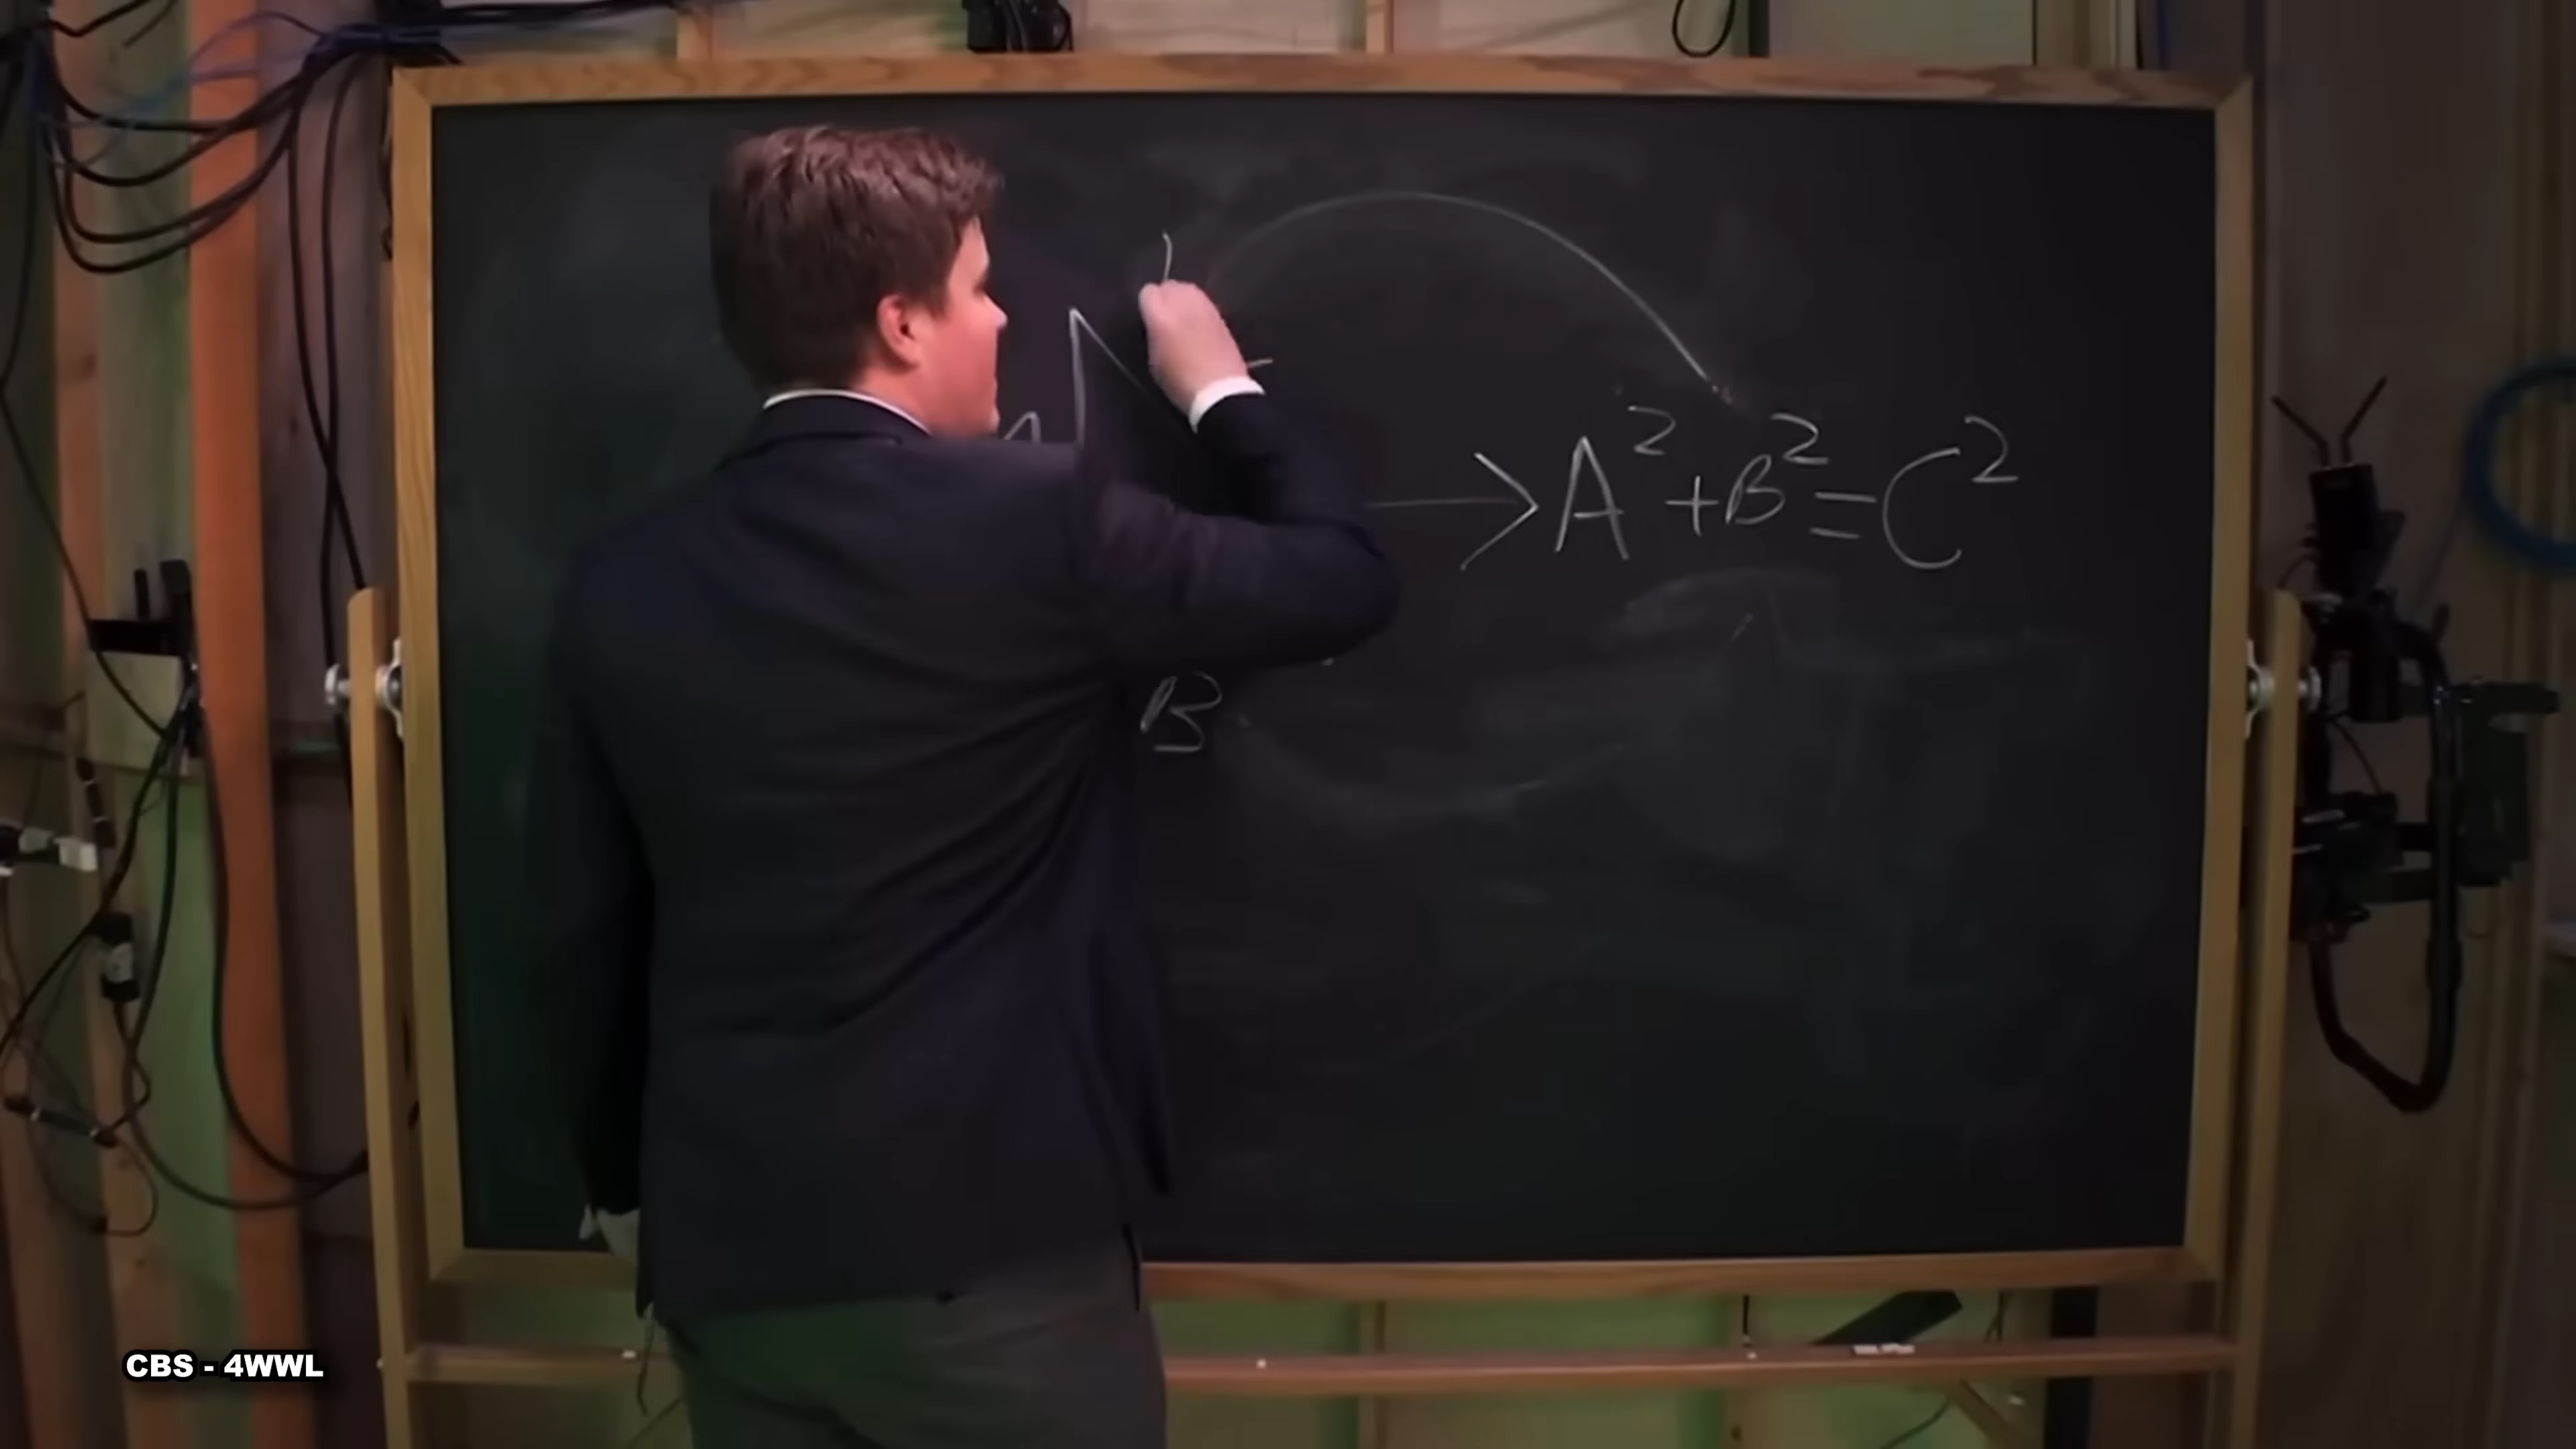 A² + B² = C²
B
CBS - 4WWL